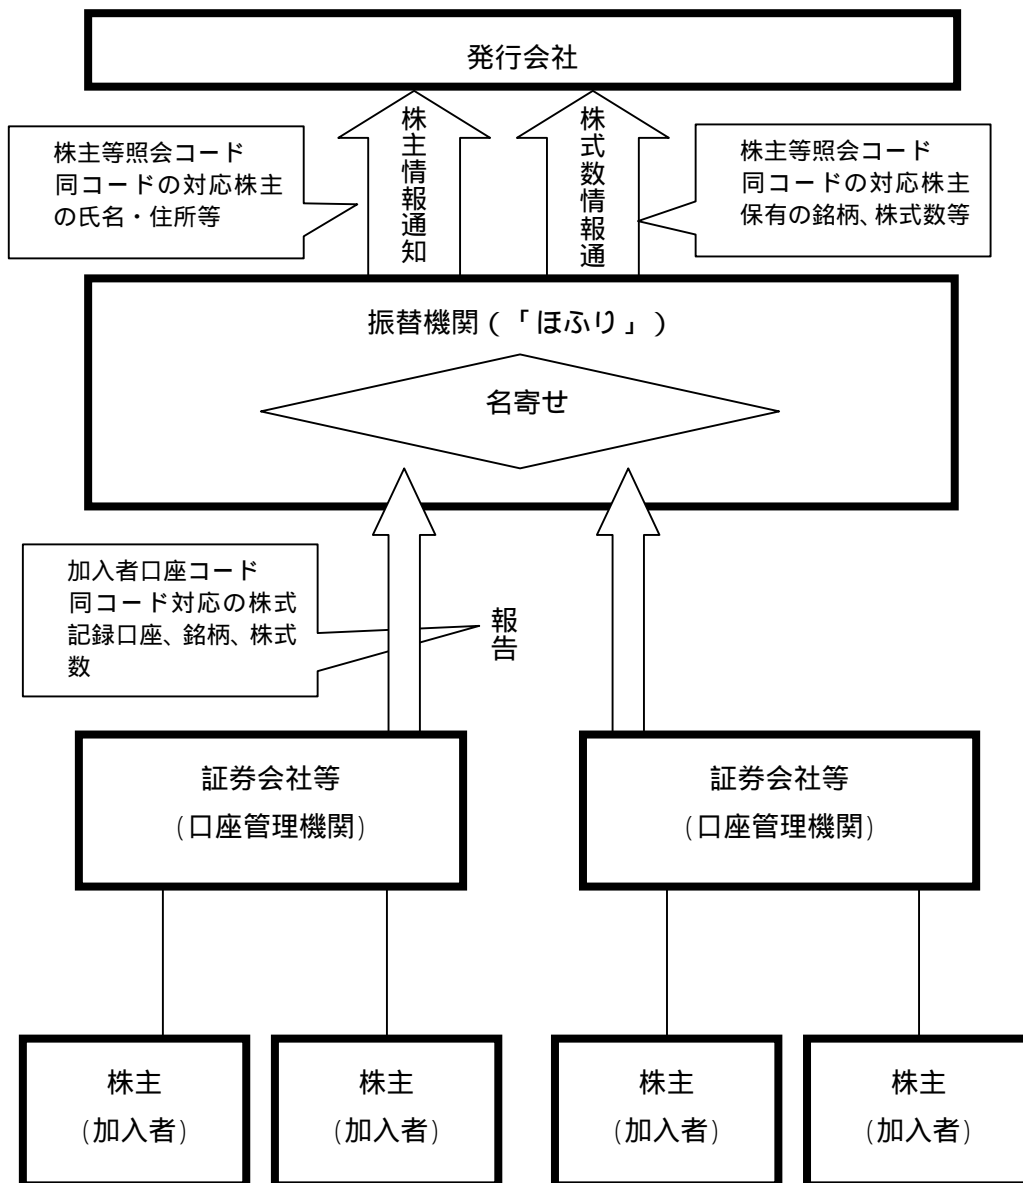 発行会社
株主情報通知
株式数情報通
株主等照会コード
同コードの対応株主
の氏名・住所等
株主等照会コード
同コードの対応株主
保有の銘柄、株式数等
振替機関(「ほふり」)
名寄せ
加入者口座コード
同コード対応の株式
記録口座、銘柄、株式
数
報告
証券会社等
(口座管理機関)
証券会社等
(口座管理機関)
株主
(加入者)
株主
(加入者)
株主
(加入者)
株主
(加入者)